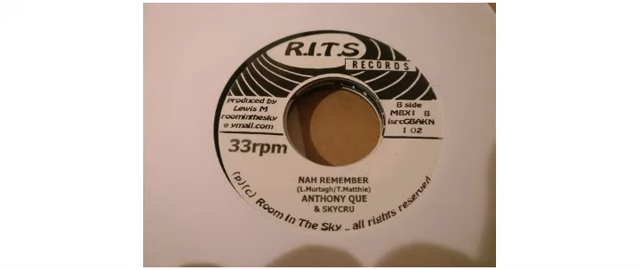 R.I.T.S
RECORDS
produced by
Lewis M
roominthesky
@ymail.com
B side
MBX1 B
isrcGBAKN
1 02
33rpm
NAH REMEMBER
(L.Murtagh/T.Matthie)
ANTHONY QUE
& SKYCRU
(p)(c) Room In The Sky .. all rights reserved